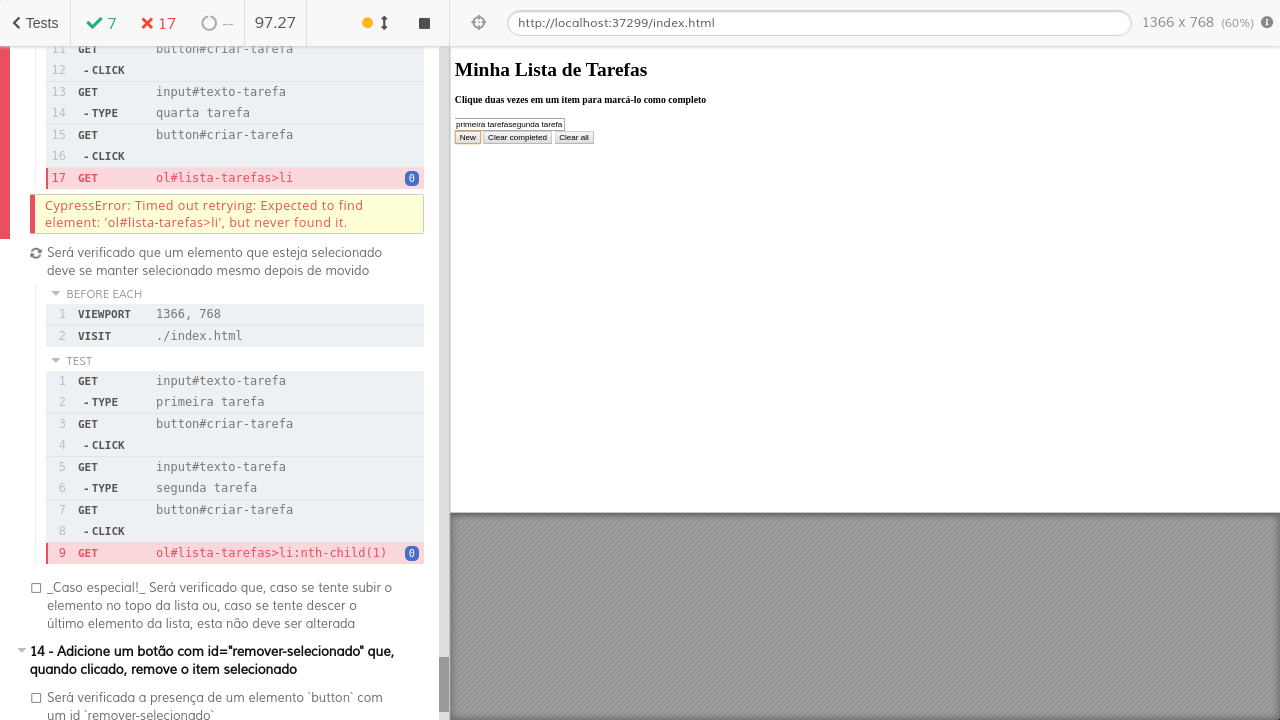 Tests 7 17 -- 97.27
http://localhost:37299/index.html 1366 x 768 (60%)
11 GET button#criar-tarefa
12 - CLICK
13 GET input#texto-tarefa
14 - TYPE quarta tarefa
15 GET button#criar-tarefa
16 - CLICK
17 GET ol#lista-tarefas>li 0
CypressError: Timed out retrying: Expected to find
element: 'ol#lista-tarefas>li', but never found it.
Será verificado que um elemento que esteja selecionado
deve se manter selecionado mesmo depois de movido
BEFORE EACH
1 VIEWPORT 1366, 768
2 VISIT ./index.html
TEST
1 GET input#texto-tarefa
2 - TYPE primeira tarefa
3 GET button#criar-tarefa
4 - CLICK
5 GET input#texto-tarefa
6 - TYPE segunda tarefa
7 GET button#criar-tarefa
8 - CLICK
9 GET ol#lista-tarefas>li:nth-child(1) 0
_Caso especial!_ Será verificado que, caso se tente subir o
elemento no topo da lista ou, caso se tente descer o
último elemento da lista, esta não deve ser alterada
14 - Adicione um botão com id="remover-selecionado" que,
quando clicado, remove o item selecionado
Será verificada a presença de um elemento `button` com
um id `remover-selecionado`
Minha Lista de Tarefas
Clique duas vezes em um item para marcá-lo como completo
primeira tarefasegunda tarefa
New Clear completed Clear all